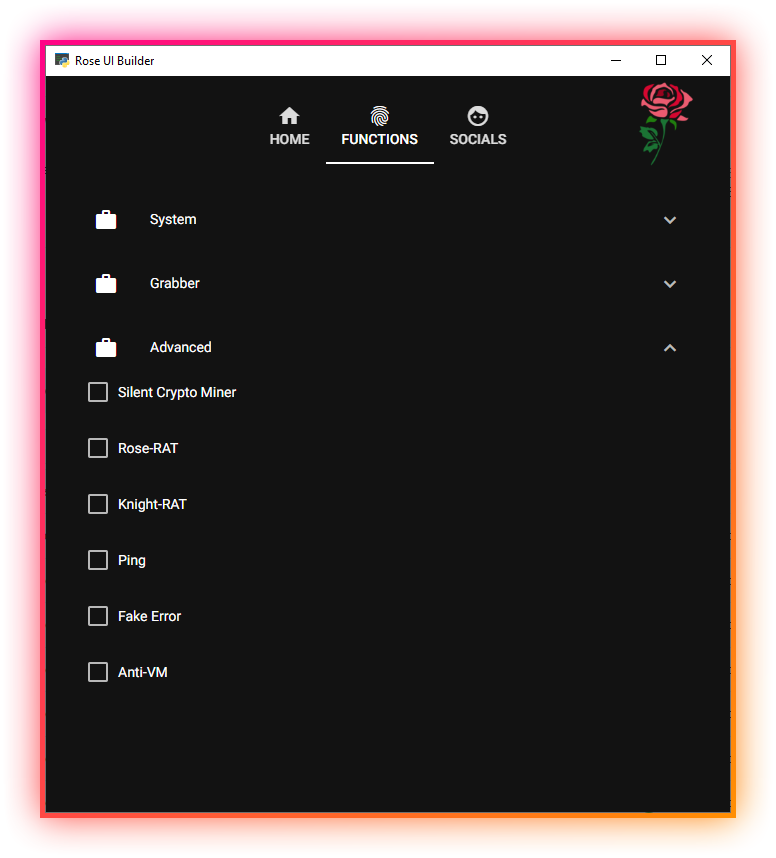 Rose UI Builder
HOME
FUNCTIONS
SOCIALS
System
Grabber
Advanced
Silent Crypto Miner
Rose-RAT
Knight-RAT
Ping
Fake Error
Anti-VM